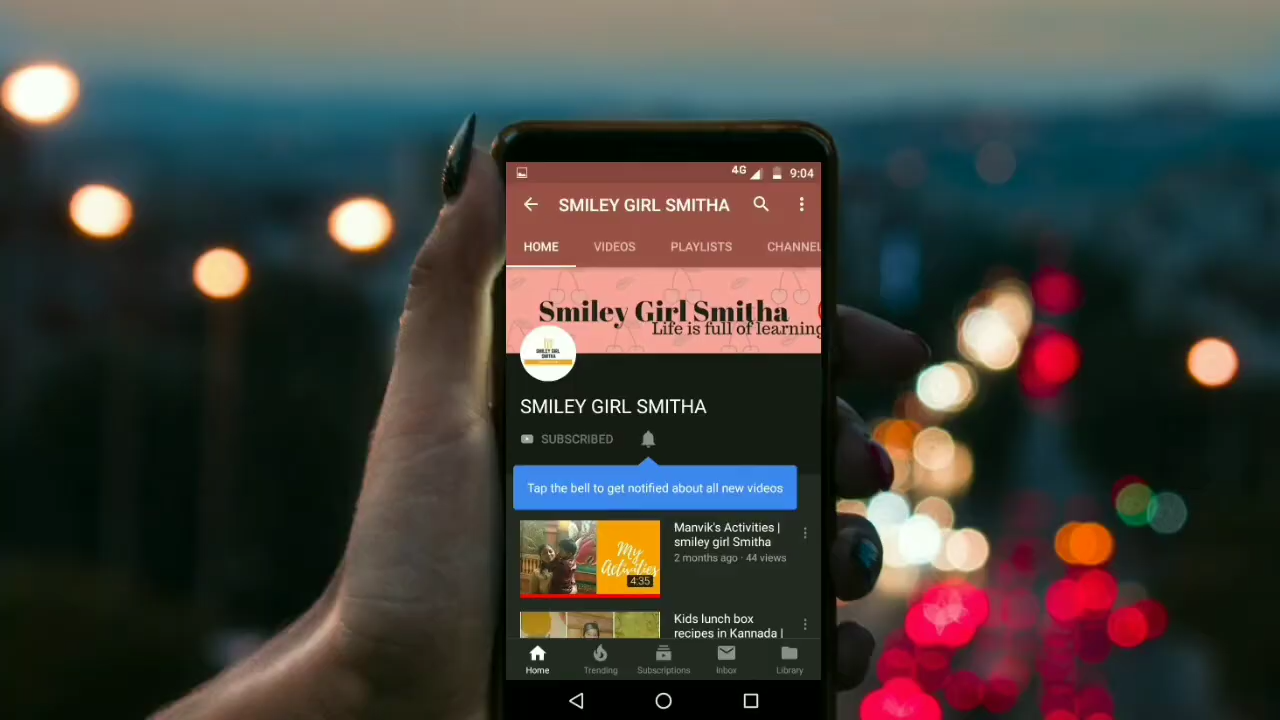 4G 9:04
SMILEY GIRL SMITHA
HOME VIDEOS PLAYLISTS CHANNEL
Smiley Girl Smitha
Life is full of learning
SMILEY GIRL
SMITHA
SMILEY GIRL SMITHA
SUBSCRIBED
Tap the bell to get notified about all new videos
My
Activities
4:35
Manvik's Activities |
smiley girl Smitha
2 months ago · 44 views
Kids lunch box
recipes in Kannada |
Home Trending Subscriptions Inbox Library